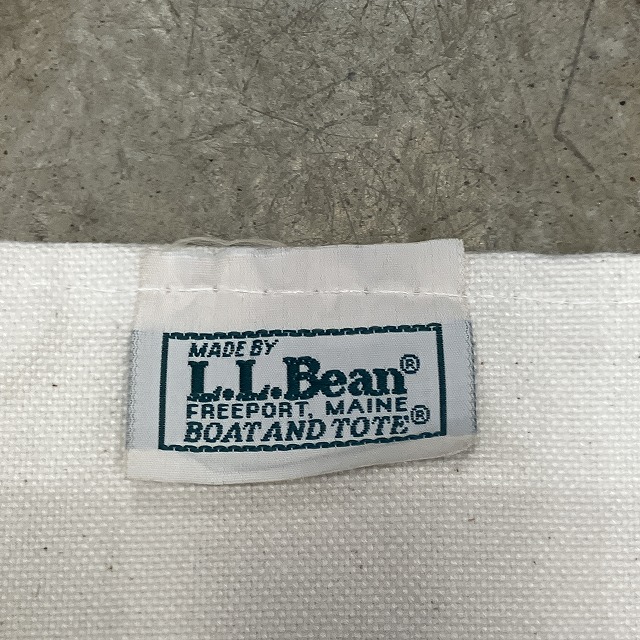 MADE BY
L.L.Bean®
FREEPORT, MAINE
BOAT AND TOTE®